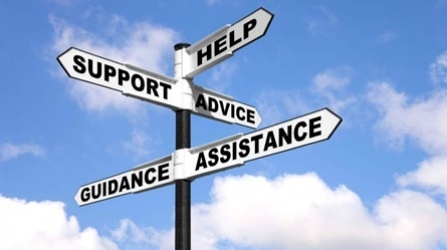 HELP
SUPPORT
ADVICE
ASSISTANCE
GUIDANCE